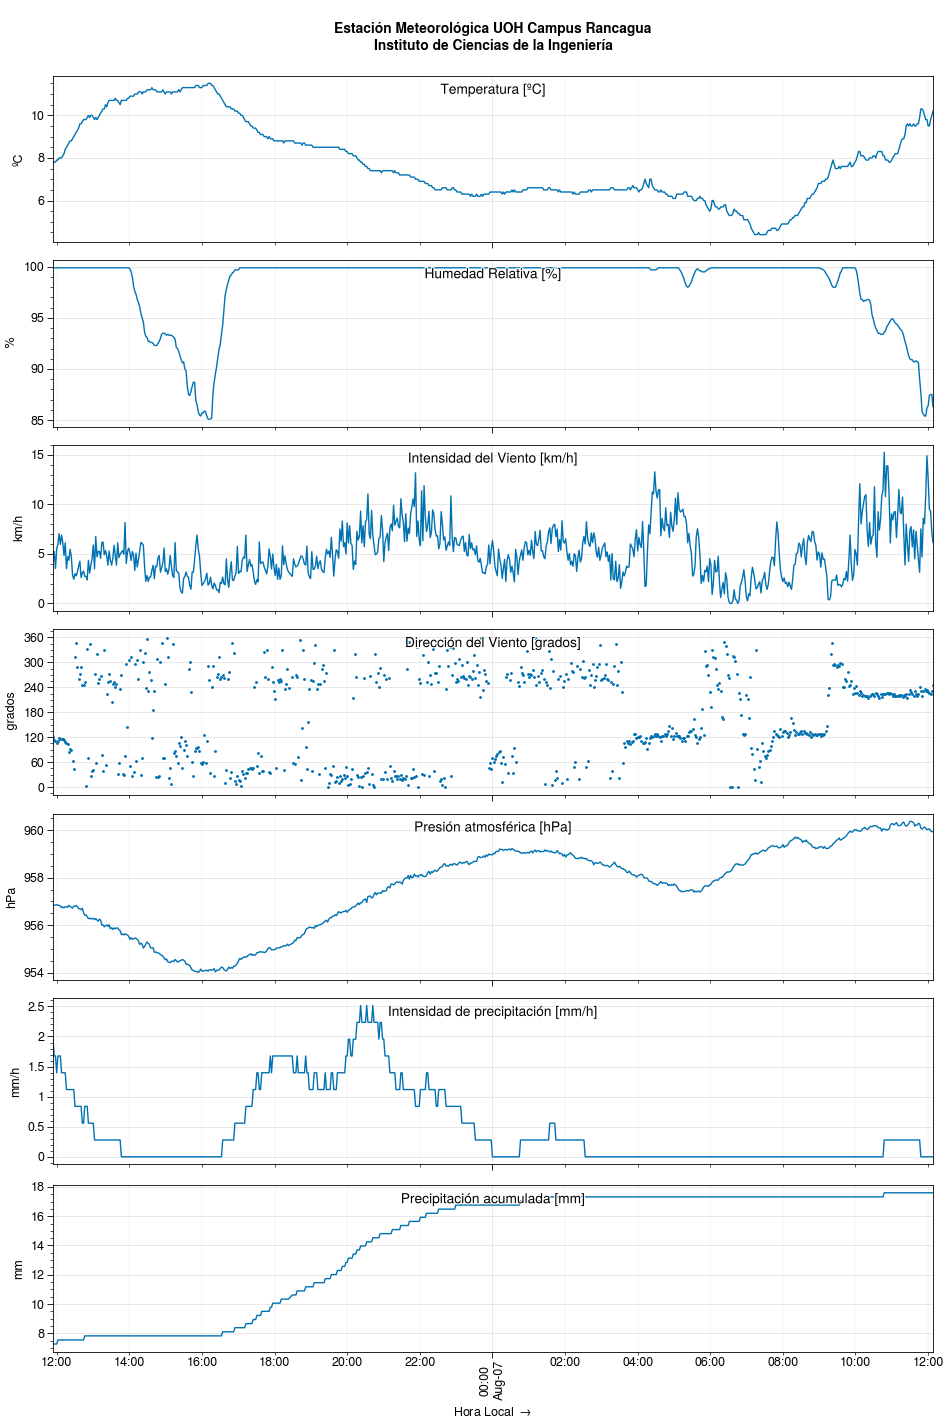 Estación Meteorológica UOH Campus Rancagua
Instituto de Ciencias de la Ingeniería
Temperatura [ºC]
ºC
10
8
6
Humedad Relativa [%]
%
100
95
90
85
Intensidad del Viento [km/h]
km/h
15
10
5
0
Dirección del Viento [grados]
grados
360
300
240
180
120
60
0
Presión atmosférica [hPa]
hPa
960
958
956
954
Intensidad de precipitación [mm/h]
mm/h
2.5
2
1.5
1
0.5
0
Precipitación acumulada [mm]
mm
18
16
14
12
10
8
12:00 14:00 16:00 18:00 20:00 22:00 00:00 02:00 04:00 06:00 08:00 10:00 12:00
Aug-07
Hora Local →